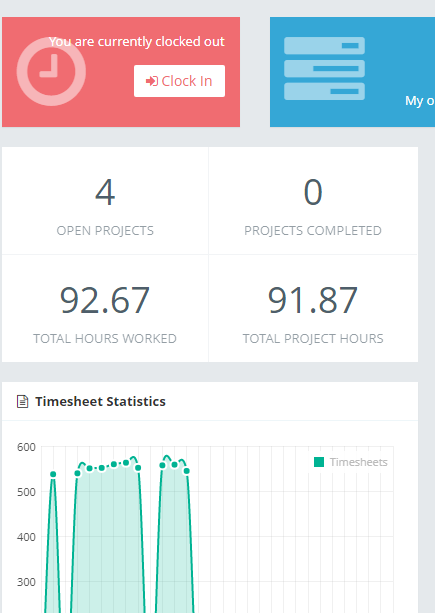 You are currently clocked out
Clock In
My o
4
OPEN PROJECTS
0
PROJECTS COMPLETED
92.67
TOTAL HOURS WORKED
91.87
TOTAL PROJECT HOURS
Timesheet Statistics
600
Timesheets
500
400
300